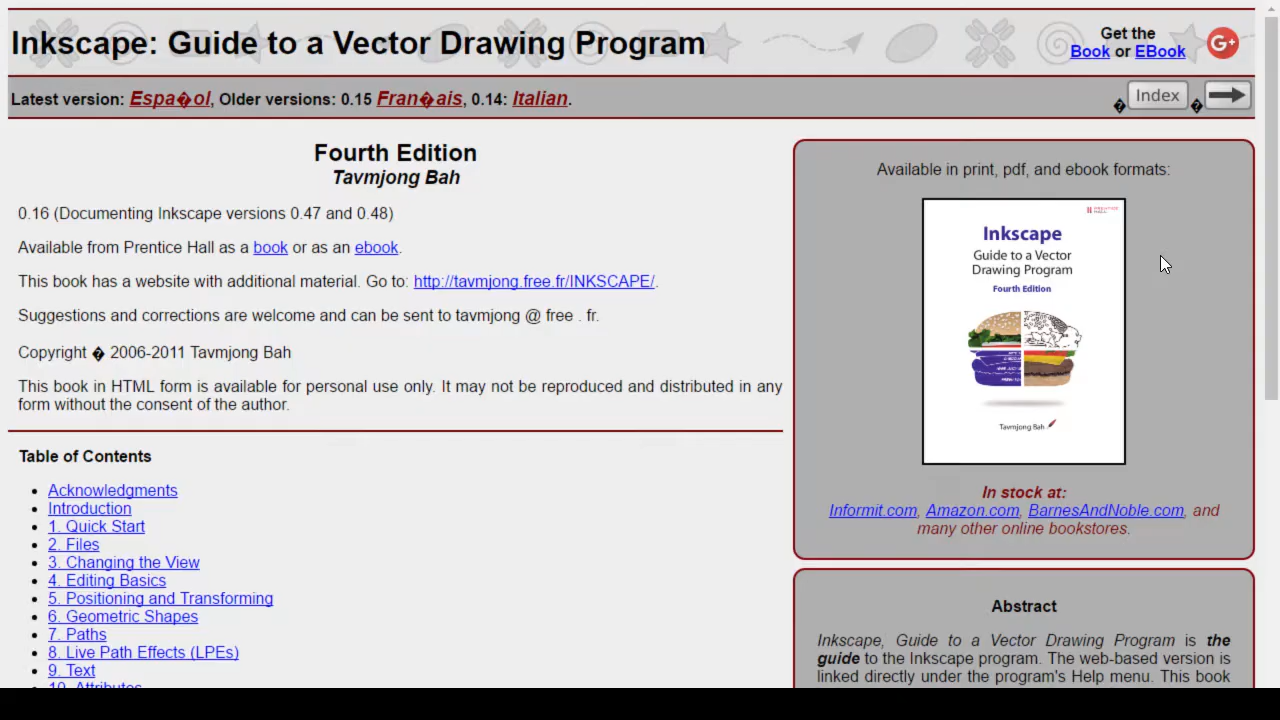 Inkscape: Guide to a Vector Drawing Program
Get the
Book or EBook
G+
Latest version: Espa�ol, Older versions: 0.15 Fran�ais, 0.14: Italian.
� Index �
Fourth Edition
Tavmjong Bah
0.16 (Documenting Inkscape versions 0.47 and 0.48)
Available from Prentice Hall as a book or as an ebook.
This book has a website with additional material. Go to: http://tavmjong.free.fr/INKSCAPE/.
Suggestions and corrections are welcome and can be sent to tavmjong @ free . fr.
Copyright � 2006-2011 Tavmjong Bah
This book in HTML form is available for personal use only. It may not be reproduced and distributed in any
form without the consent of the author.
Table of Contents
• Acknowledgments
• Introduction
• 1. Quick Start
• 2. Files
• 3. Changing the View
• 4. Editing Basics
• 5. Positioning and Transforming
• 6. Geometric Shapes
• 7. Paths
• 8. Live Path Effects (LPEs)
• 9. Text
• 10. Attributes
Available in print, pdf, and ebook formats:
PRENTICE
HALL
Inkscape
Guide to a Vector
Drawing Program
Fourth Edition
Tavmjong Bah
In stock at:
Informit.com, Amazon.com, BarnesAndNoble.com, and
many other online bookstores.
Abstract
Inkscape, Guide to a Vector Drawing Program is the
guide to the Inkscape program. The web-based version is
linked directly under the program's Help menu. This book